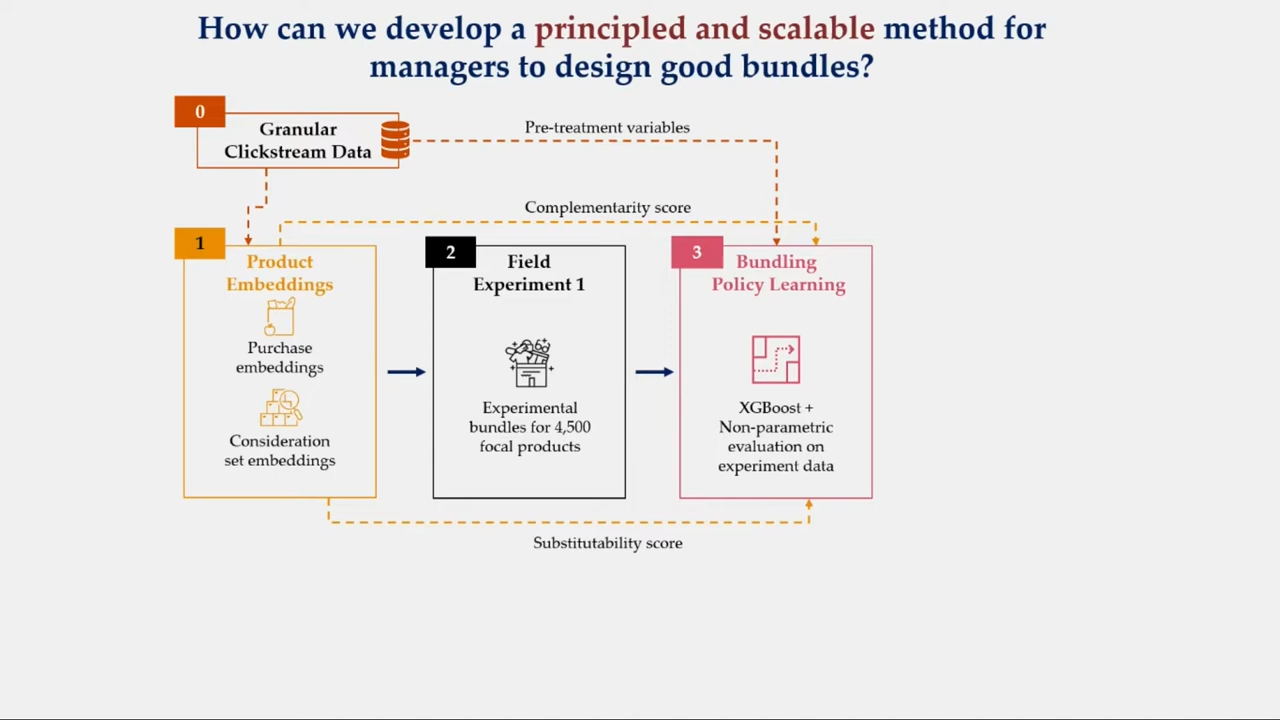 How can we develop a principled and scalable method for
managers to design good bundles?
0
Granular
Clickstream Data
Pre-treatment variables
Complementarity score
1
Product
Embeddings
Purchase
embeddings
Consideration
set embeddings
2
Field
Experiment 1
Experimental
bundles for 4,500
focal products
3
Bundling
Policy Learning
XGBoost +
Non-parametric
evaluation on
experiment data
Substitutability score